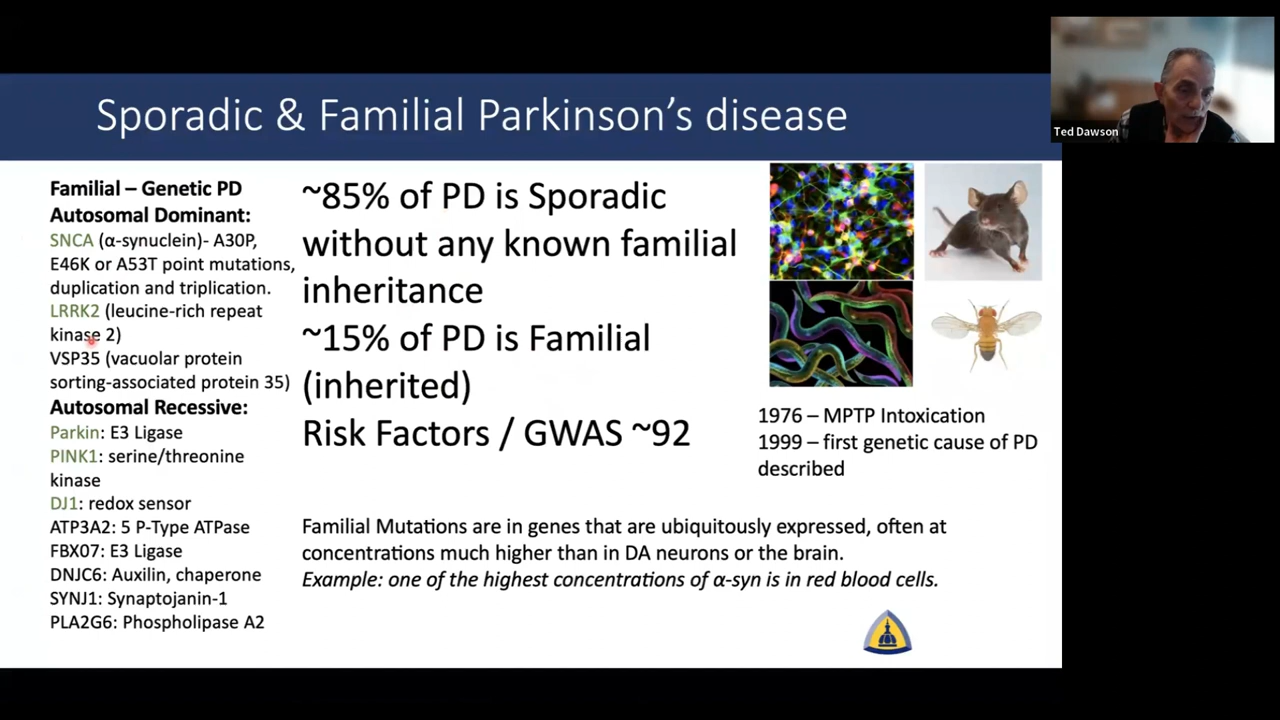 Sporadic & Familial Parkinson's disease
Ted Dawson
Familial – Genetic PD
Autosomal Dominant:
SNCA (α-synuclein)- A30P,
E46K or A53T point mutations,
duplication and triplication.
LRRK2 (leucine-rich repeat
kinase 2)
VSP35 (vacuolar protein
sorting-associated protein 35)
Autosomal Recessive:
Parkin: E3 Ligase
PINK1: serine/threonine
kinase
DJ1: redox sensor
ATP3A2: 5 P-Type ATPase
FBX07: E3 Ligase
DNJC6: Auxilin, chaperone
SYNJ1: Synaptojanin-1
PLA2G6: Phospholipase A2
~85% of PD is Sporadic
without any known familial
inheritance
~15% of PD is Familial
(inherited)
Risk Factors / GWAS ~92
1976 – MPTP Intoxication
1999 – first genetic cause of PD
described
Familial Mutations are in genes that are ubiquitously expressed, often at
concentrations much higher than in DA neurons or the brain.
Example: one of the highest concentrations of α-syn is in red blood cells.